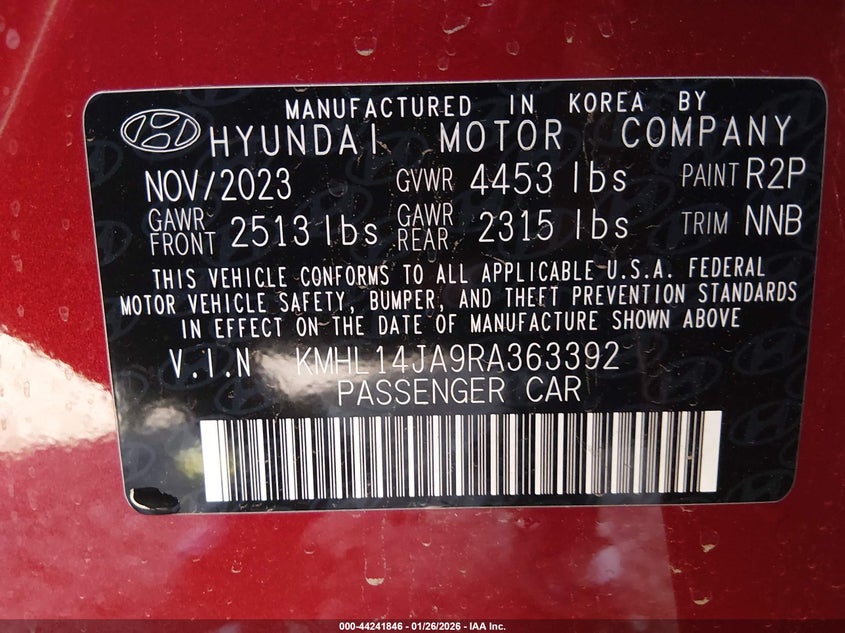 MANUFACTURED IN KOREA BY
HYUNDAI MOTOR COMPANY
NOV/2023 GVWR 4453 lbs PAINT R2P
GAWR FRONT 2513 lbs GAWR REAR 2315 lbs TRIM NNB
THIS VEHICLE CONFORMS TO ALL APPLICABLE U.S.A. FEDERAL
MOTOR VEHICLE SAFETY, BUMPER, AND THEFT PREVENTION STANDARDS
IN EFFECT ON THE DATE OF MANUFACTURE SHOWN ABOVE
V.I.N KMHL14JA9RA363392
PASSENGER CAR
000-44241846 - 01/26/2026 - IAA Inc.